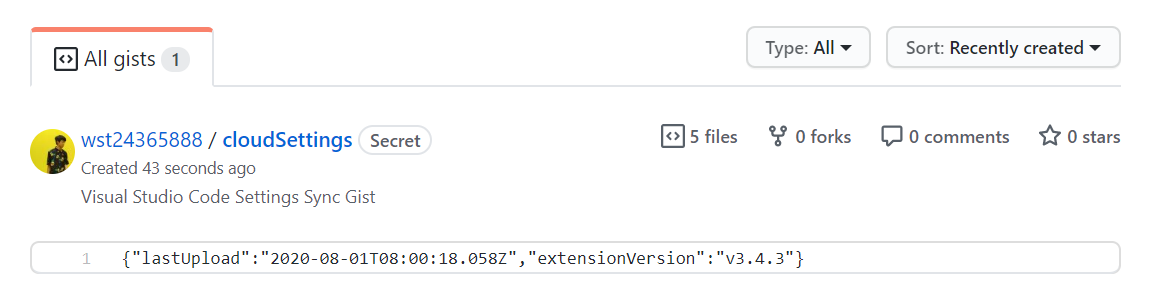 All gists 1
Type: All
Sort: Recently created
wst24365888 / cloudSettings Secret
5 files 0 forks 0 comments 0 stars
Created 43 seconds ago
Visual Studio Code Settings Sync Gist
1 {"lastUpload":"2020-08-01T08:00:18.058Z","extensionVersion":"v3.4.3"}